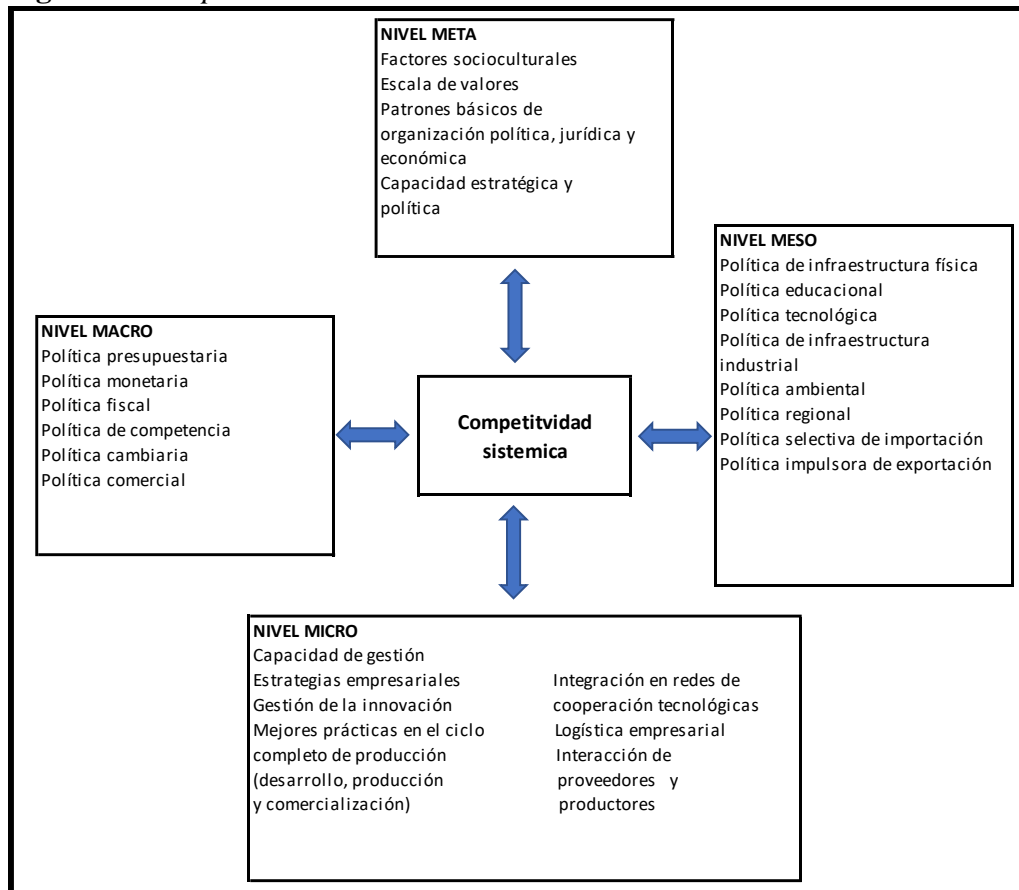 NIVEL META
Factores socioculturales
Escala de valores
Patrones básicos de
organización política, jurídica y
económica
Capacidad estratégica y
política
NIVEL MESO
Política de infraestructura física
Política educacional
Política tecnológica
Política de infraestructura
industrial
Política ambiental
Política regional
Política selectiva de importación
Política impulsora de exportación
NIVEL MACRO
Política presupuestaria
Política monetaria
Política fiscal
Política de competencia
Política cambiaria
Política comercial
Competitvidad
sistemica
NIVEL MICRO
Capacidad de gestión
Estrategias empresariales
Gestión de la innovación
Mejores prácticas en el ciclo
completo de producción
(desarrollo, producción
y comercialización)
Integración en redes de
cooperación tecnológicas
Logística empresarial
Interacción de
proveedores y
productores